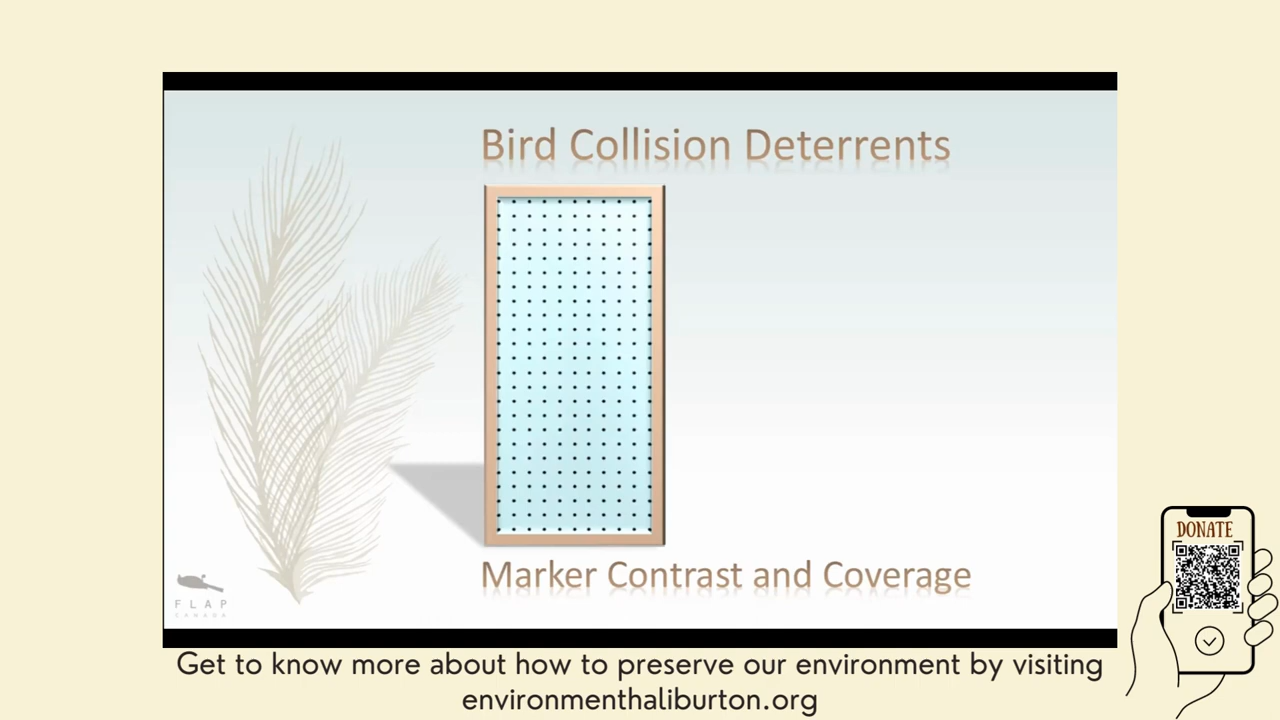 Bird Collision Deterrents
Marker Contrast and Coverage
FLAP
CANADA
DONATE
Get to know more about how to preserve our environment by visiting
environmenthaliburton.org